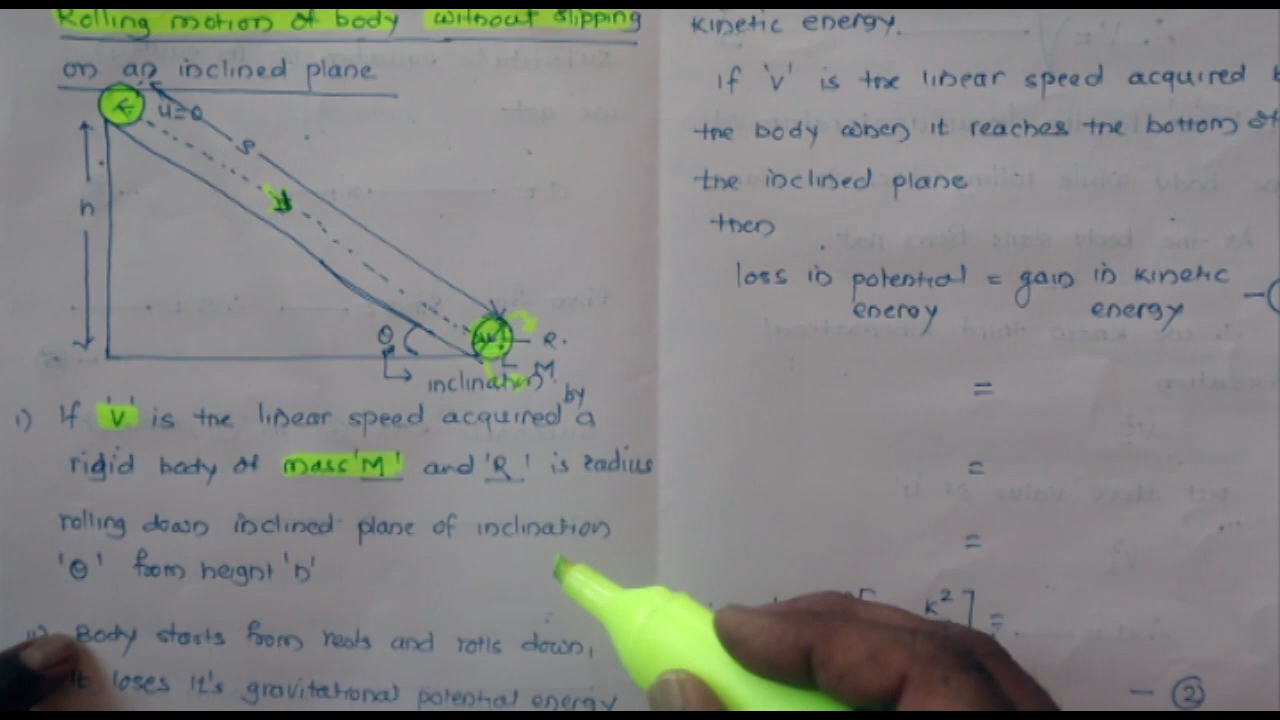 Rolling motion of body without slipping
on an inclined plane
u=0
s
h
θ
R.
M
inclination
by
i) If 'v' is the linear speed acquired a
rigid body of mass 'M' and 'R' is radius
rolling down inclined plane of inclination
'θ' from height 'h'
Body starts from rests and rolls down,
It loses it's gravitational potential energy
kinetic energy.
If 'v' is the linear speed acquired b
the body when it reaches the bottom of
the inclined plane
then
loss in potential = gain in kinetic
energy energy
=
=
=
k²] =
- ②